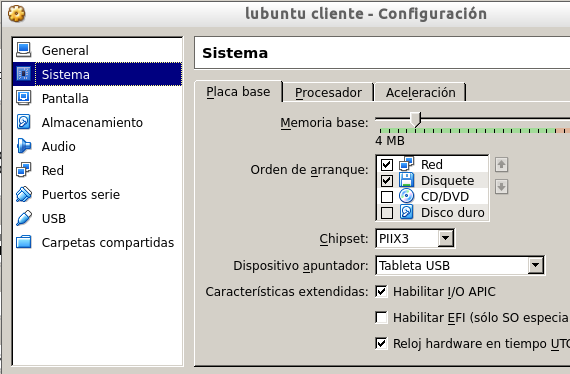 lubuntu cliente - Configuración
General
Sistema
Pantalla
Almacenamiento
Audio
Red
Puertos serie
USB
Carpetas compartidas
Sistema
Placa base Procesador Aceleración
Memoria base:
4 MB
Orden de arranque:
Red
Disquete
CD/DVD
Disco duro
Chipset: PIIX3
Dispositivo apuntador: Tableta USB
Características extendidas: Habilitar I/O APIC
Habilitar EFI (sólo SO especia
Reloj hardware en tiempo UTC